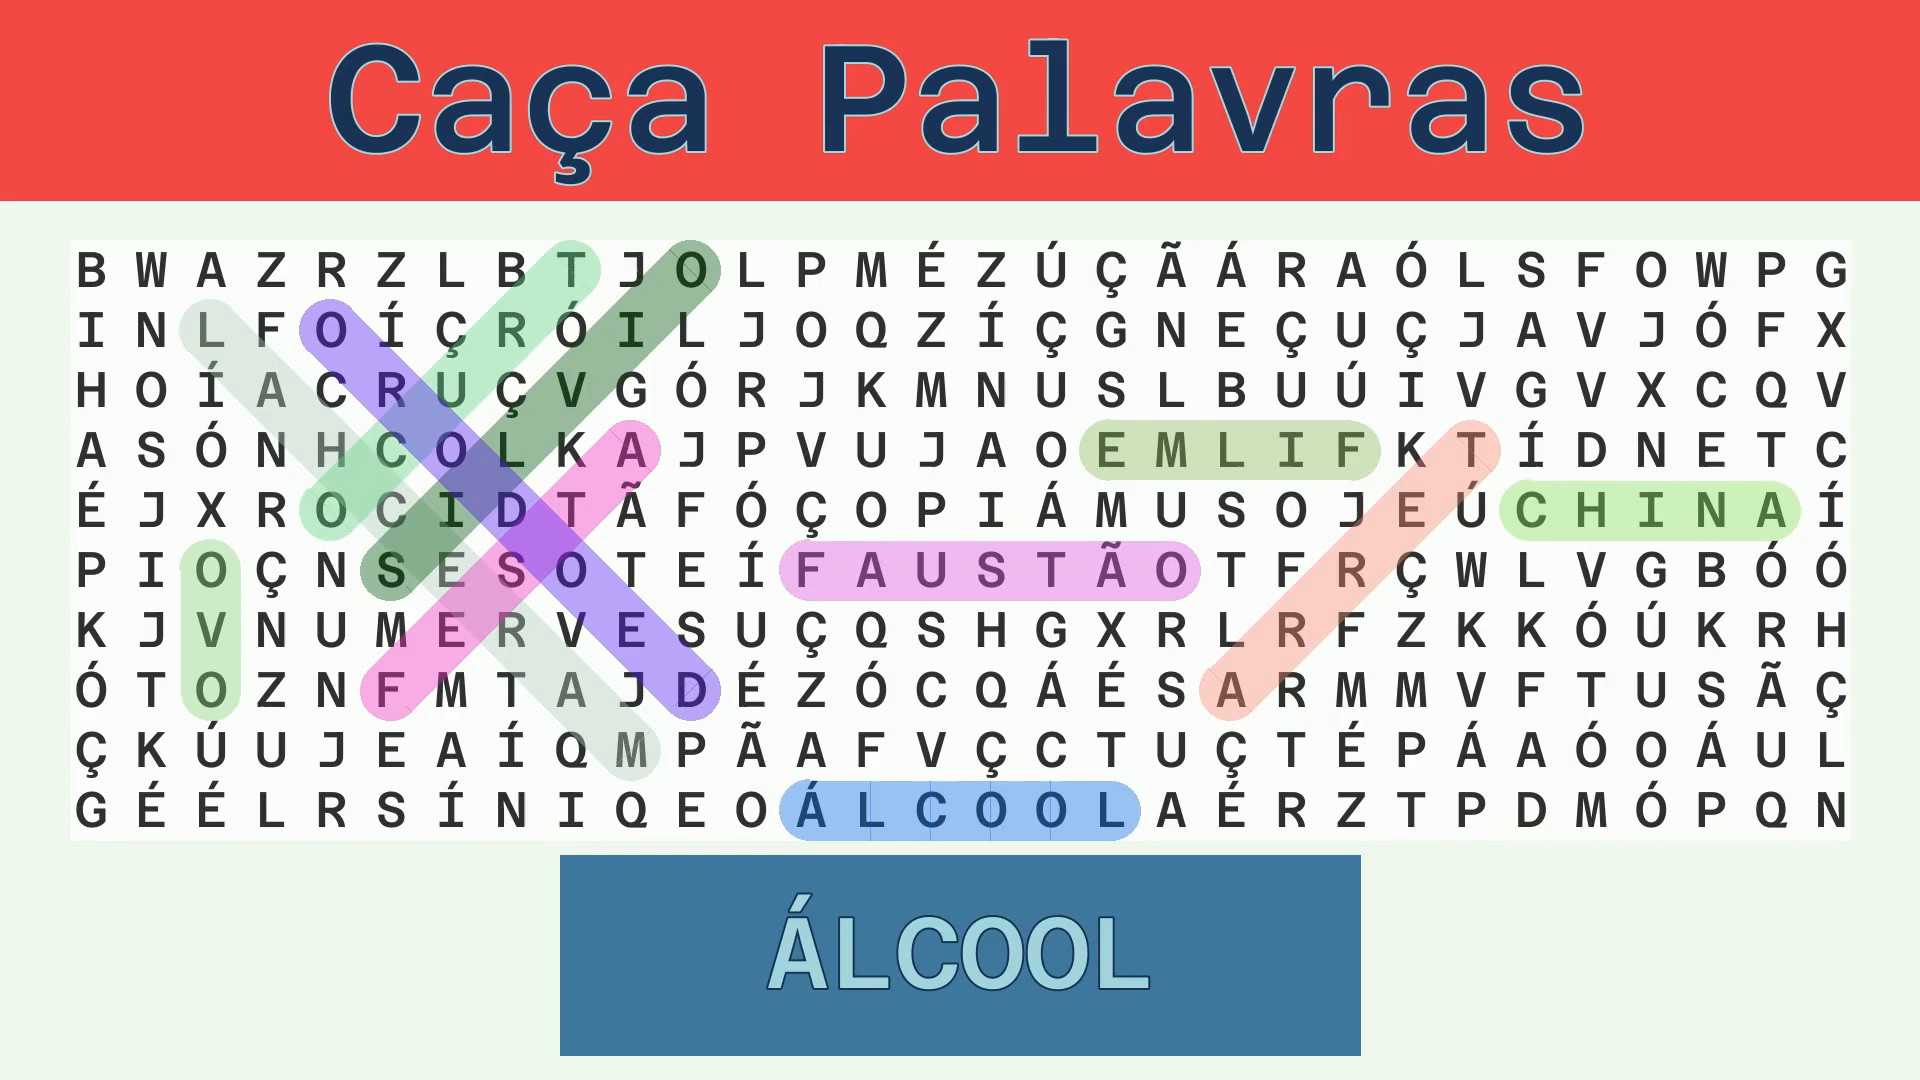 Caça Palavras
B W A Z R Z L B T J O L P M É Z Ú Ç Ã Á R A Ó L S F O W P G
I N L F O Í Ç R Ó I L J O Q Z Í Ç G N E Ç U Ç J A V J Ó F X
H O Í A C R U Ç V G Ó R J K M N U S L B U Ú I V G V X C Q V
A S Ó N H C O L K A J P V U J A O E M L I F K T Í D N E T C
É J X R O C I D T Ã F Ó Ç O P I Á M U S O J E Ú C H I N A Í
P I O Ç N S E S O T E Í F A U S T Ã O T F R Ç W L V G B Ó Ó
K J V N U M E R V E S U Ç Q S H G X R L R F Z K K Ó Ú K R H
Ó T O Z N F M T A J D É Z Ó C Q Á É S A R M M V F T U S Ã Ç
Ç K Ú U J E A Í Q M P Ã A F V Ç C T U Ç T É P Á A Ó O Á U L
G É É L R S Í N I Q E O Á L C O O L A É R Z T P D M Ó P Q N
ÁLCOOL